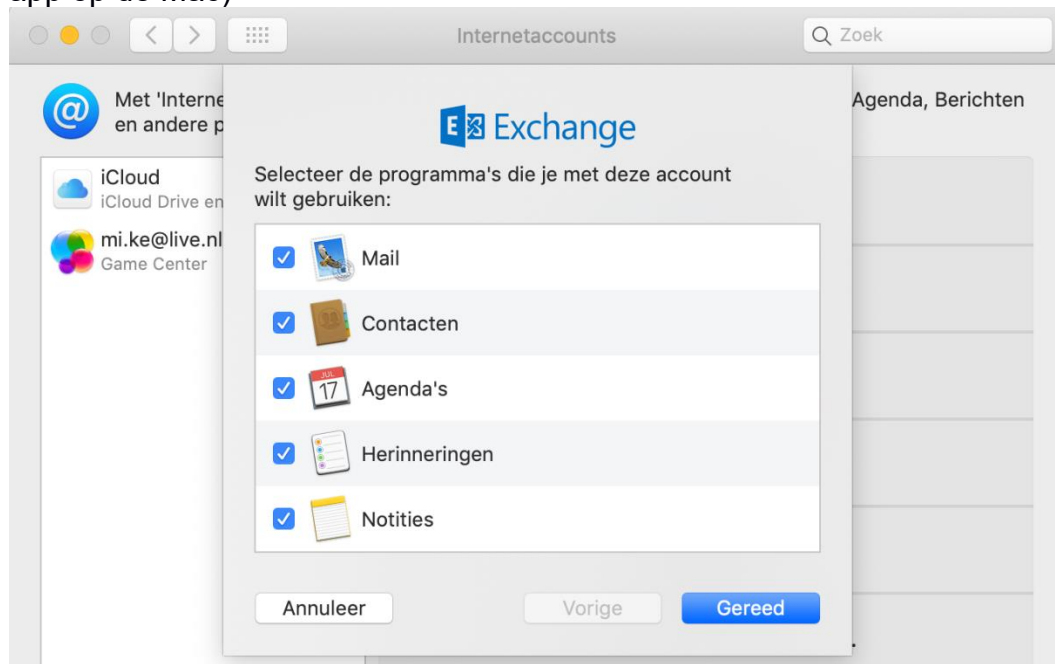 app op de Mac)
Internetaccounts
Zoek
Met 'Interne
en andere p
Agenda, Berichten
iCloud
iCloud Drive en
mi.ke@live.nl
Game Center
E Exchange
Selecteer de programma's die je met deze account
wilt gebruiken:
Mail
Contacten
JUL
17
Agenda's
Herinneringen
Notities
Annuleer
Vorige
Gereed